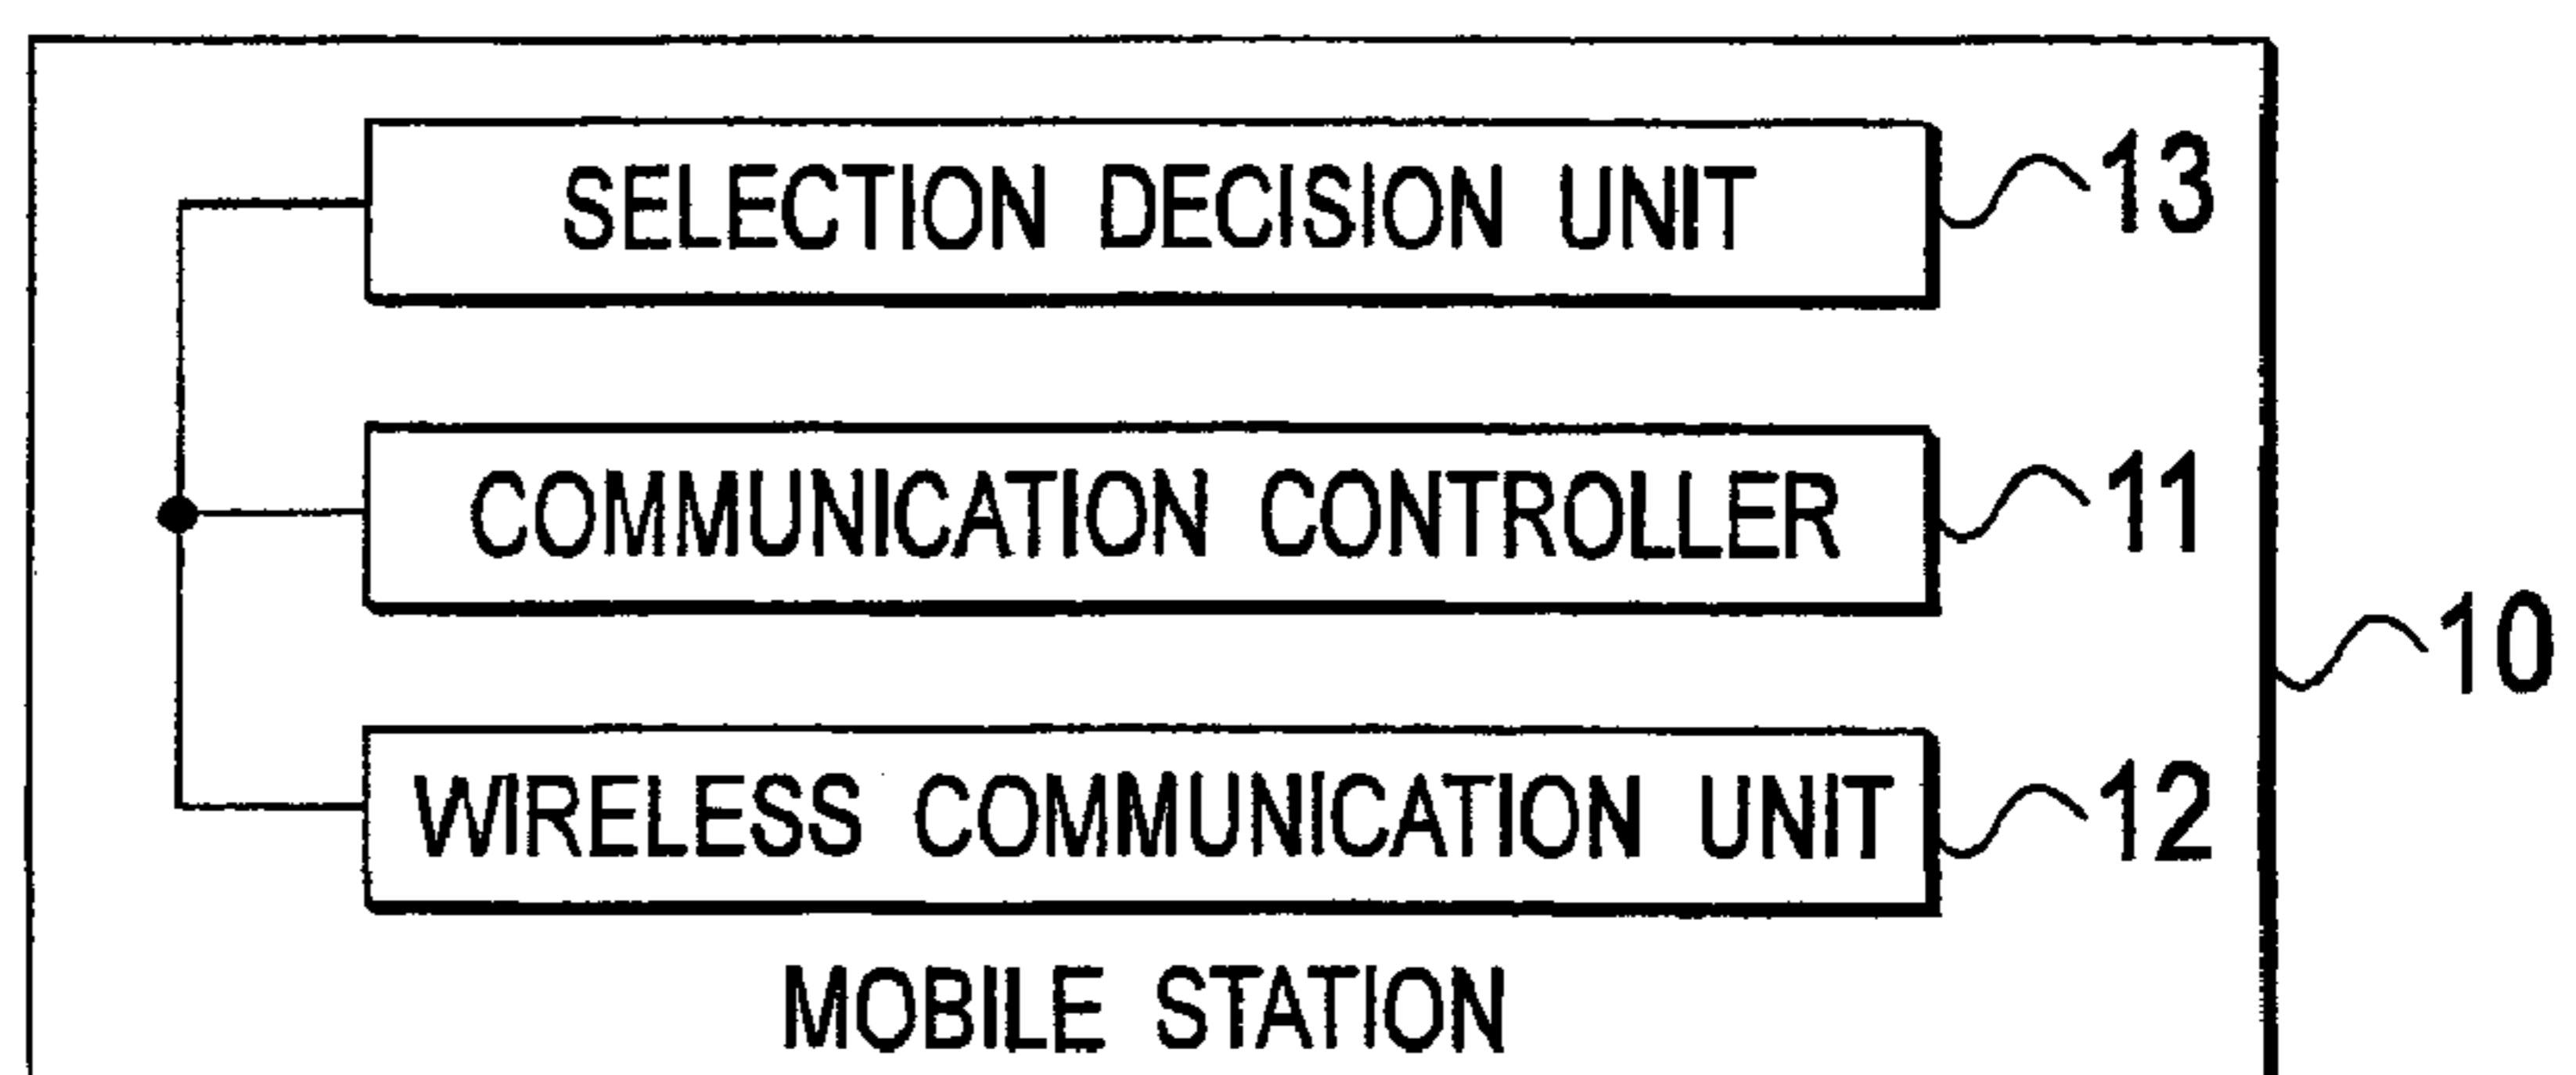 SELECTION DECISION UNIT
13
COMMUNICATION CONTROLLER
11
10
WIRELESS COMMUNICATION UNIT
12
MOBILE STATION